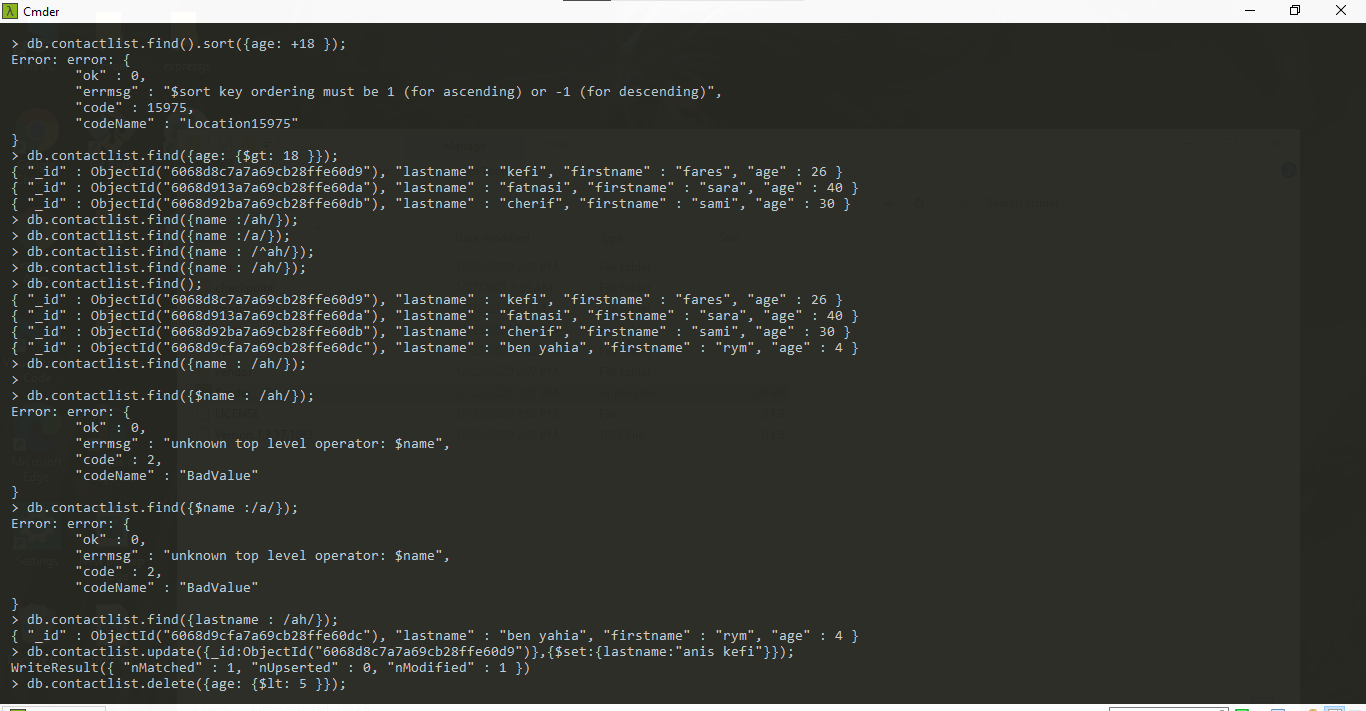 Cmder
> db.contactlist.find().sort({age: +18 });
Error: error: {
        "ok" : 0,
        "errmsg" : "$sort key ordering must be 1 (for ascending) or -1 (for descending)",
        "code" : 15975,
        "codeName" : "Location15975"
}
> db.contactlist.find({age: {$gt: 18 }});
{ "_id" : ObjectId("6068d8c7a7a69cb28ffe60d9"), "lastname" : "kefi", "firstname" : "fares", "age" : 26 }
{ "_id" : ObjectId("6068d913a7a69cb28ffe60da"), "lastname" : "fatnasi", "firstname" : "sara", "age" : 40 }
{ "_id" : ObjectId("6068d92ba7a69cb28ffe60db"), "lastname" : "cherif", "firstname" : "sami", "age" : 30 }
> db.contactlist.find({name :/ah/});
> db.contactlist.find({name :/a/});
> db.contactlist.find({name : /^ah/});
> db.contactlist.find({name : /ah/});
> db.contactlist.find();
{ "_id" : ObjectId("6068d8c7a7a69cb28ffe60d9"), "lastname" : "kefi", "firstname" : "fares", "age" : 26 }
{ "_id" : ObjectId("6068d913a7a69cb28ffe60da"), "lastname" : "fatnasi", "firstname" : "sara", "age" : 40 }
{ "_id" : ObjectId("6068d92ba7a69cb28ffe60db"), "lastname" : "cherif", "firstname" : "sami", "age" : 30 }
{ "_id" : ObjectId("6068d9cfa7a69cb28ffe60dc"), "lastname" : "ben yahia", "firstname" : "rym", "age" : 4 }
> db.contactlist.find({name : /ah/});
>
> db.contactlist.find({$name : /ah/});
Error: error: {
        "ok" : 0,
        "errmsg" : "unknown top level operator: $name",
        "code" : 2,
        "codeName" : "BadValue"
}
> db.contactlist.find({$name :/a/});
Error: error: {
        "ok" : 0,
        "errmsg" : "unknown top level operator: $name",
        "code" : 2,
        "codeName" : "BadValue"
}
> db.contactlist.find({lastname : /ah/});
{ "_id" : ObjectId("6068d9cfa7a69cb28ffe60dc"), "lastname" : "ben yahia", "firstname" : "rym", "age" : 4 }
> db.contactlist.update({_id:ObjectId("6068d8c7a7a69cb28ffe60d9")},{$set:{lastname:"anis kefi"}});
WriteResult({ "nMatched" : 1, "nUpserted" : 0, "nModified" : 1 })
> db.contactlist.delete({age: {$lt: 5 }});